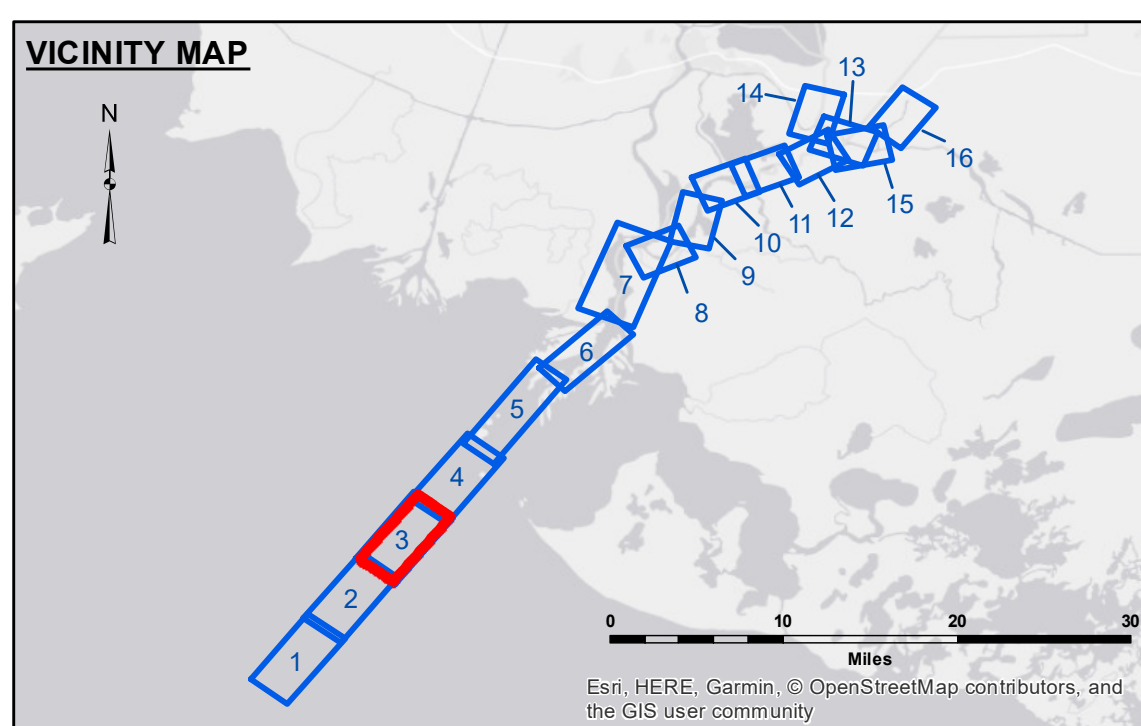 VICINITY MAP
N
13
14
16
15
12
11
10
9
7
8
6
5
4
3
2
1
0 10 20 30
Miles
Esri, HERE, Garmin, © OpenStreetMap contributors, and
the GIS user community